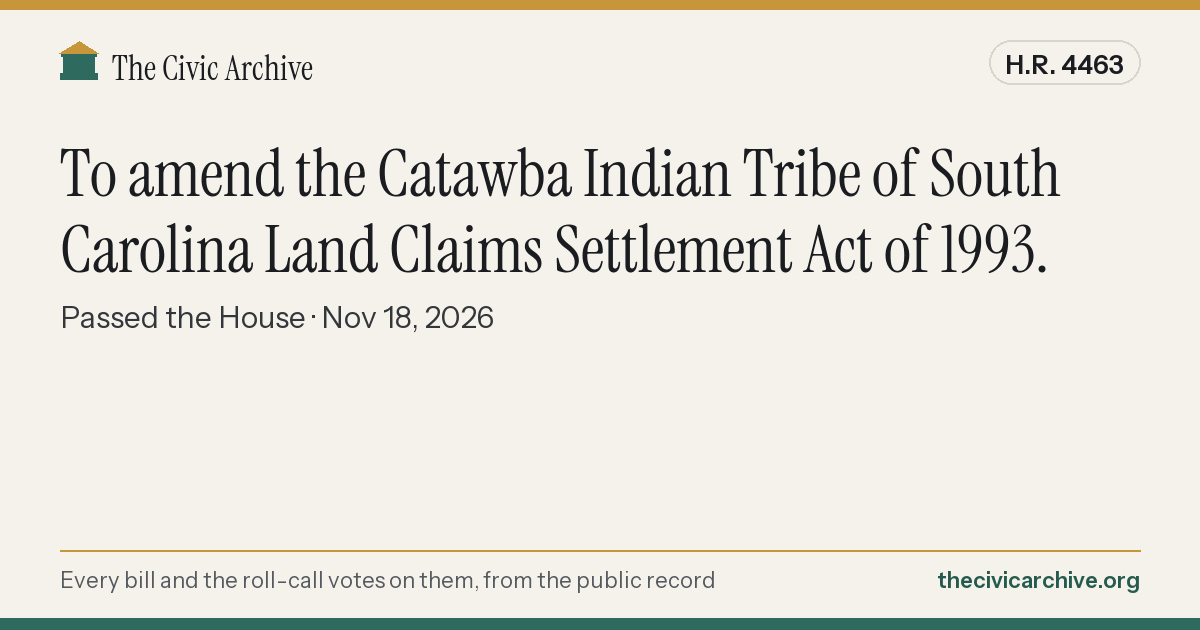 The Civic Archive
H.R. 4463
To amend the Catawba Indian Tribe of South
Carolina Land Claims Settlement Act of 1993.
Passed the House · Nov 18, 2026
Every bill and the roll-call votes on them, from the public record
thecivicarchive.org